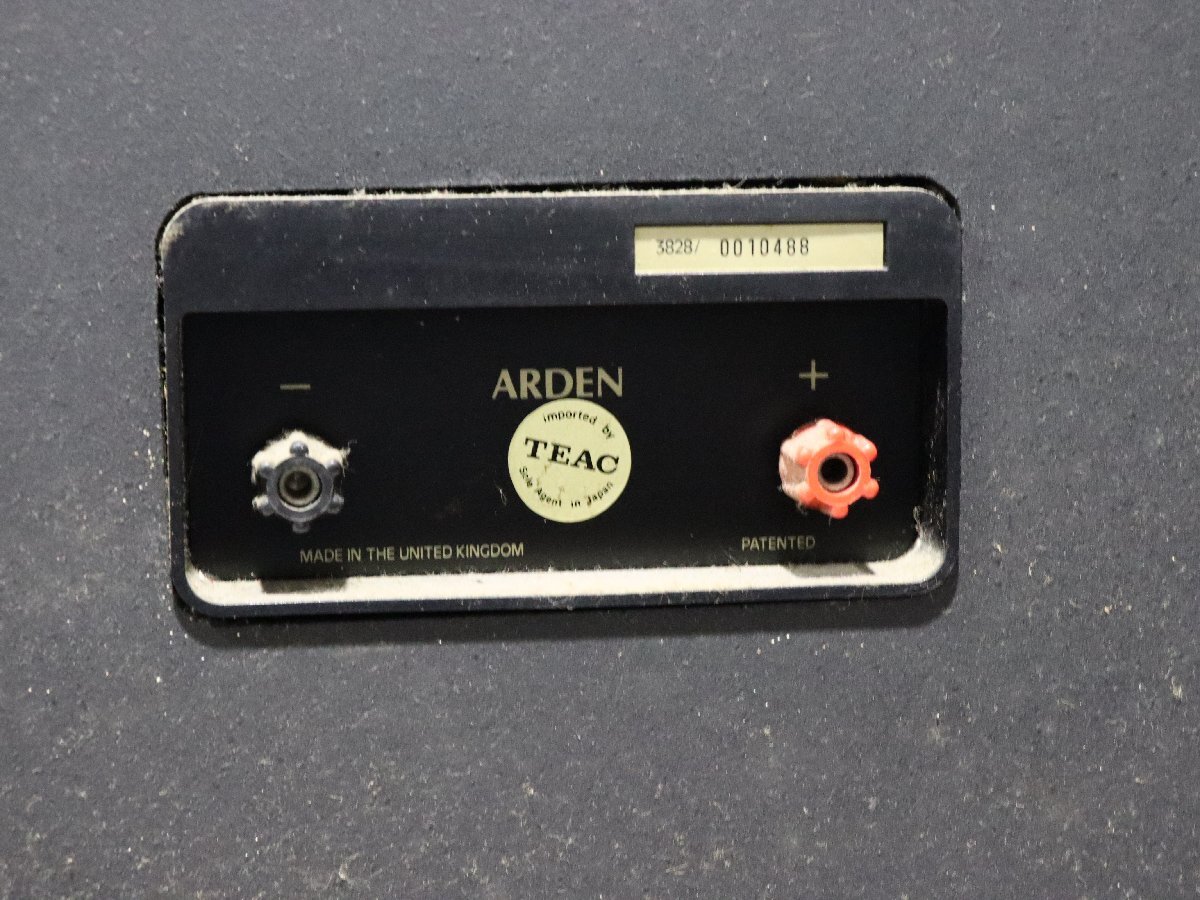 3828/ 0010488
−
ARDEN
+
imported by
TEAC
Sole Agent in Japan
MADE IN THE UNITED KINGDOM
PATENTED